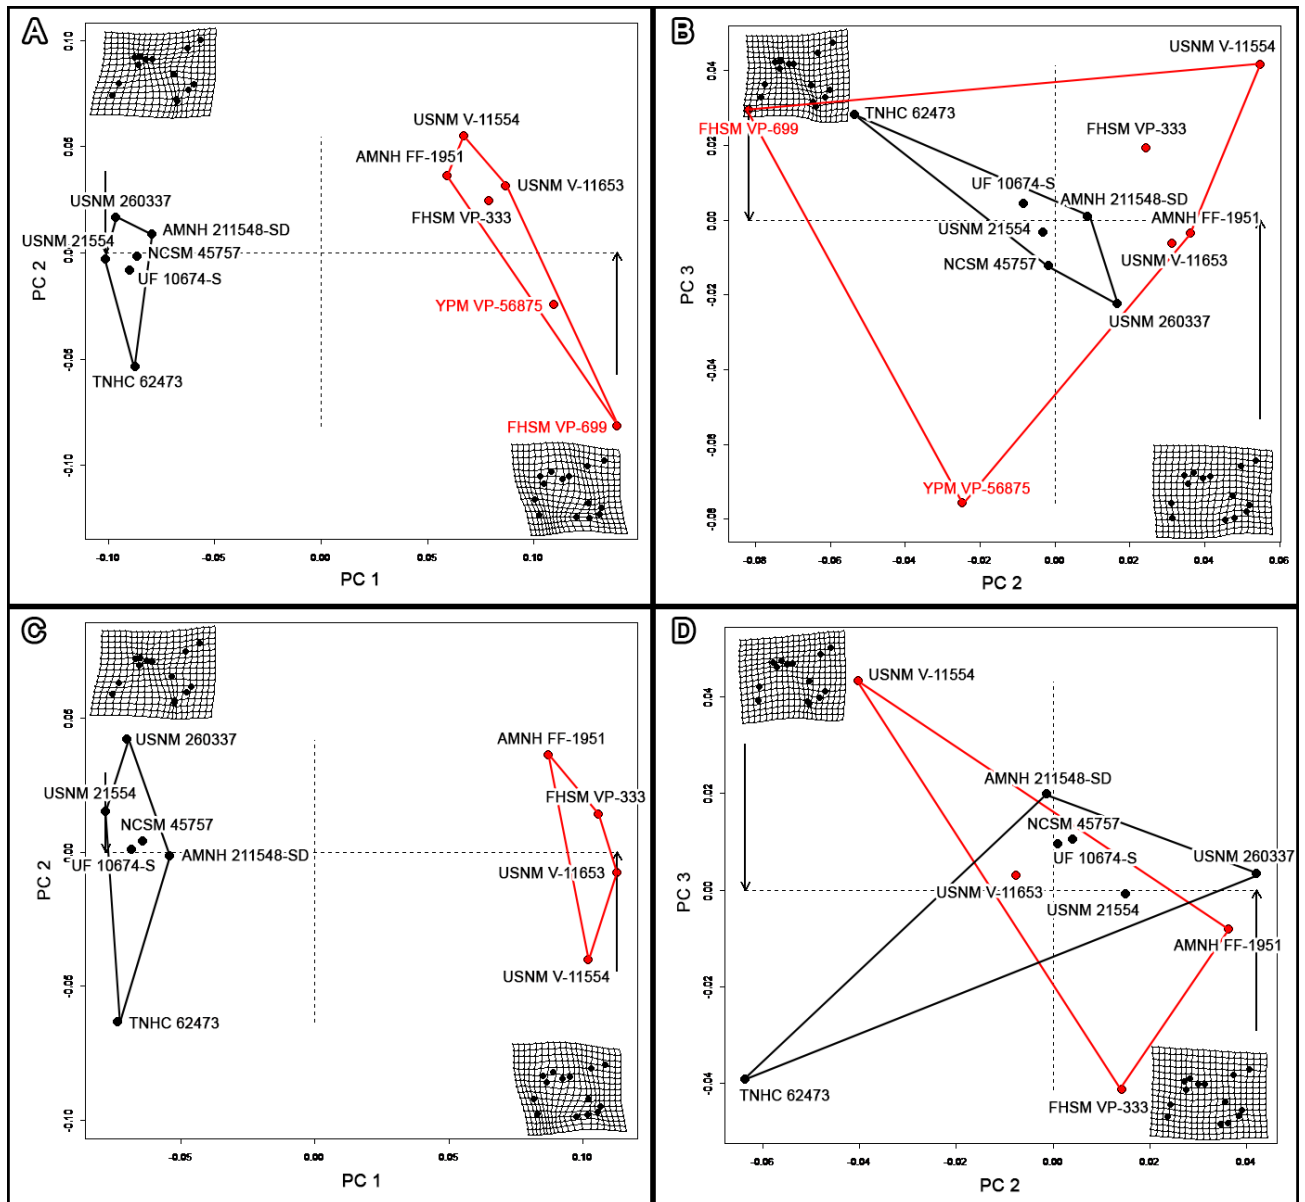 A
0.10
USNM V-11554
0.05
AMNH FF-1951
USNM V-11653
FHSM VP-333
USNM 260337
AMNH 211548-SD
USNM 21554
NCSM 45757
0.00
UF 10674-S
PC 2
YPM VP-56875
-0.05
TNHC 62473
FHSM VP-699
-0.10
-0.10
-0.05
0.00
0.05
0.10
PC 1
B
USNM V-11554
0.04
TNHC 62473
FHSM VP-699
FHSM VP-333
0.02
UF 10674-S
AMNH 211548-SD
AMNH FF-1951
0.00
USNM 21554
NCSM 45757
USNM V-11653
PC 3
-0.02
USNM 260337
-0.04
-0.06
YPM VP-56875
-0.08
-0.08
-0.06
-0.04
-0.02
0.00
0.02
0.04
0.06
PC 2
C
0.05
USNM 260337
AMNH FF-1951
USNM 21554
FHSM VP-333
NCSM 45757
0.00
UF 10674-S
AMNH 211548-SD
USNM V-11653
PC 2
USNM V-11554
-0.05
TNHC 62473
-0.10
-0.05
0.00
0.05
0.10
PC 1
D
USNM V-11554
0.04
AMNH 211548-SD
0.02
NCSM 45757
UF 10674-S
USNM 260337
USNM V-11653
0.00
USNM 21554
PC 3
AMNH FF-1951
-0.02
-0.04
TNHC 62473
FHSM VP-333
-0.06
-0.04
-0.02
0.00
0.02
0.04
PC 2